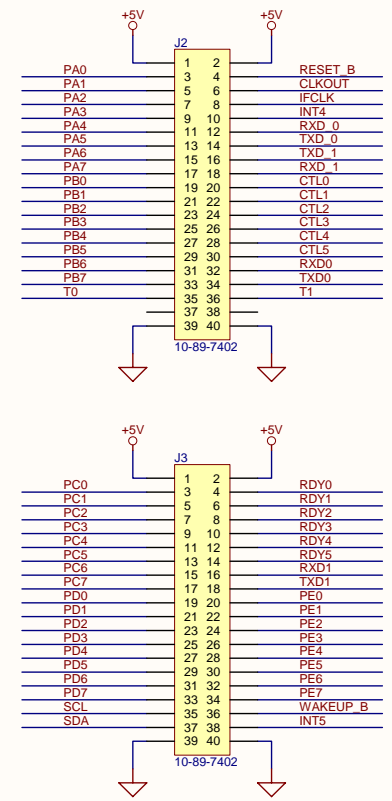 +5V +5V
J2
1 2
PA0 3 4 RESET_B
PA1 5 6 CLKOUT
PA2 7 8 IFCLK
PA3 9 10 INT4
PA4 11 12 RXD_0
PA5 13 14 TXD_0
PA6 15 16 TXD_1
PA7 17 18 RXD_1
PB0 19 20 CTL0
PB1 21 22 CTL1
PB2 23 24 CTL2
PB3 25 26 CTL3
PB4 27 28 CTL4
PB5 29 30 CTL5
PB6 31 32 RXD0
PB7 33 34 TXD0
T0 35 36 T1
37 38
39 40
10-89-7402
+5V +5V
J3
1 2
PC0 3 4 RDY0
PC1 5 6 RDY1
PC2 7 8 RDY2
PC3 9 10 RDY3
PC4 11 12 RDY4
PC5 13 14 RDY5
PC6 15 16 RXD1
PC7 17 18 TXD1
PD0 19 20 PE0
PD1 21 22 PE1
PD2 23 24 PE2
PD3 25 26 PE3
PD4 27 28 PE4
PD5 29 30 PE5
PD6 31 32 PE6
PD7 33 34 PE7
SCL 35 36 WAKEUP_B
SDA 37 38 INT5
39 40
10-89-7402